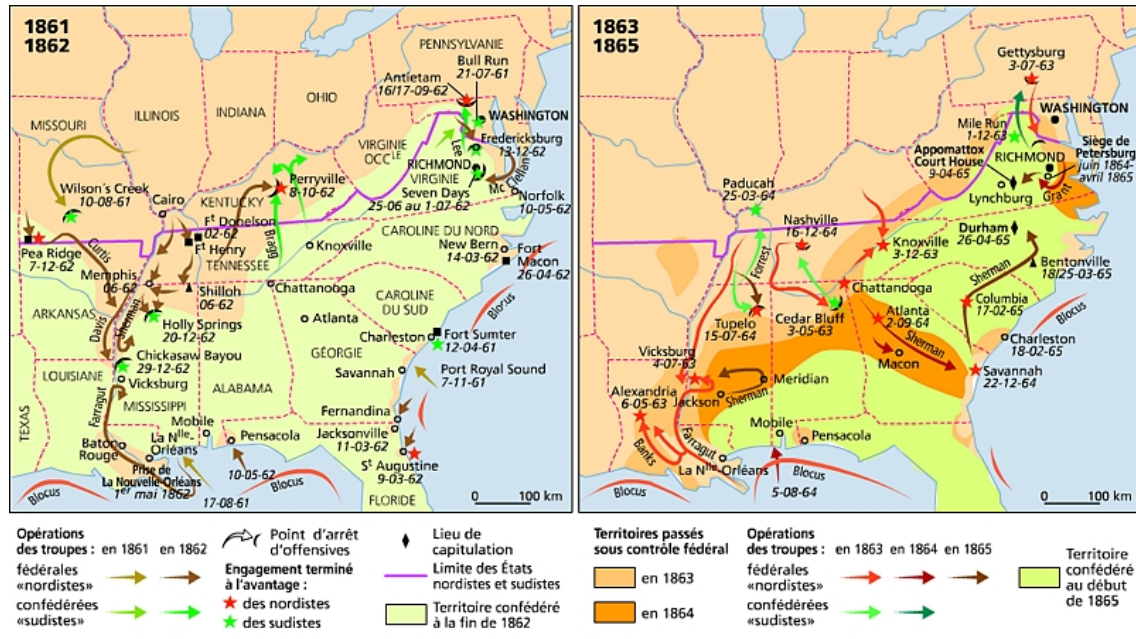 1861
1862
PENNSYLVANIE
Bull Run
21-07-61
Antietam
16/17-09-62
WASHINGTON
OHIO
INDIANA
ILLINOIS
MISSOURI
Fredericksburg
13-12-62
VIRGINIE
OCCLE
Lee
RICHMOND
VIRGINIE
Mc Clellan
Seven Days
25-06 au 1-07-62
Norfolk
10-05-62
Wilson's Creek
10-08-61
Cairo
Perryville
8-10-62
KENTUCKY
Ft Donelson
02-62
Ft Henry
Bragg
CAROLINE DU NORD
New Bern
14-03-62
Fort
Macon
26-04-62
Knoxville
Pea Ridge
7-12-62
Curtis
TENNESSEE
Memphis
06-62
Shilloh
06-62
Chattanooga
ARKANSAS
Davis
Sherman
Holly Springs
20-12-62
CAROLINE
DU SUD
Atlanta
Charleston
Fort Sumter
12-04-61
Blocus
Chickasaw Bayou
29-12-62
GÉORGIE
LOUISIANE
Vicksburg
ALABAMA
Savannah
Port Royal Sound
7-11-61
Farragut
MISSISSIPPI
Fernandina
TEXAS
Mobile
Jacksonville
11-03-62
Baton
Rouge
La Nlle-
Orléans
Pensacola
St Augustine
9-03-62
Prise de
La Nouvelle-Orléans
1er mai 1862
10-05-62
Blocus
17-08-61
Blocus
FLORIDE
0 100 km
1863
1865
Gettysburg
3-07-63
WASHINGTON
Mile Run
1-12-63
Appomattox
Court House
9-04-65
RICHMOND
Siège de
Petersburg
juin 1864-
avril 1865
Lynchburg
Grant
Paducah
25-03-64
Nashville
16-12-64
Durham
26-04-65
Knoxville
3-12-63
Bentonville
18/25-03-65
Forrest
Chattanooga
Sherman
Columbia
17-02-65
Atlanta
2-09-64
Tupelo
15-07-64
Cedar Bluff
3-05-63
Blocus
Sherman
Charleston
18-02-65
Vicksburg
4-07-63
Macon
Savannah
22-12-64
Alexandria
6-05-63
Jackson
Meridian
Sherman
Mobile
Banks
Farragut
Pensacola
La Nlle-Orléans
Blocus
5-08-64
Blocus
0 100 km
Opérations
des troupes : en 1861 en 1862
fédérales
«nordistes»
confédérées
«sudistes»
Point d'arrêt
d'offensives
Engagement terminé
à l'avantage :
des nordistes
des sudistes
Lieu de
capitulation
Limite des États
nordistes et sudistes
Territoire confédéré
à la fin de 1862
Territoires passés
sous contrôle fédéral
en 1863
en 1864
Opérations
des troupes : en 1863 en 1864 en 1865
fédérales
«nordistes»
confédérées
«sudistes»
Territoire
confédéré
au début
de 1865